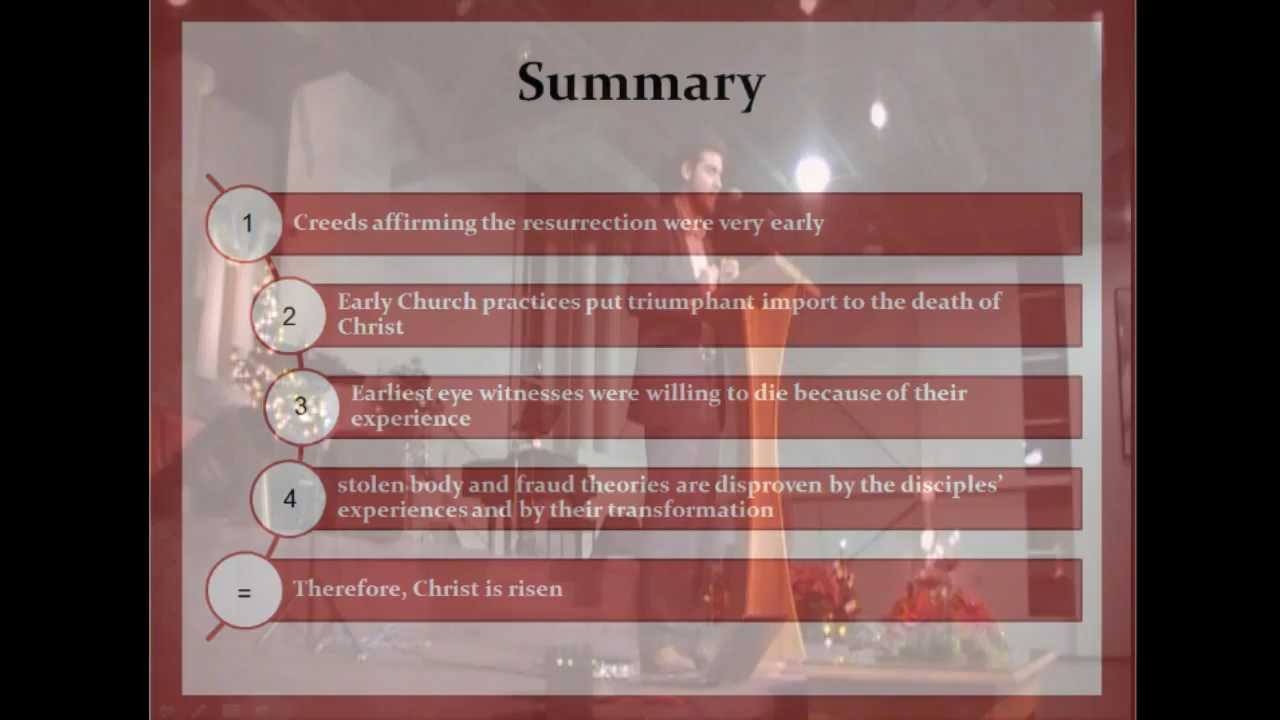 Summary
1
Creeds affirming the resurrection were very early
2
Early Church practices put triumphant import to the death of
Christ
3
Earliest eye witnesses were willing to die because of their
experience
4
stolen body and fraud theories are disproven by the disciples'
experiences and by their transformation
=
Therefore, Christ is risen